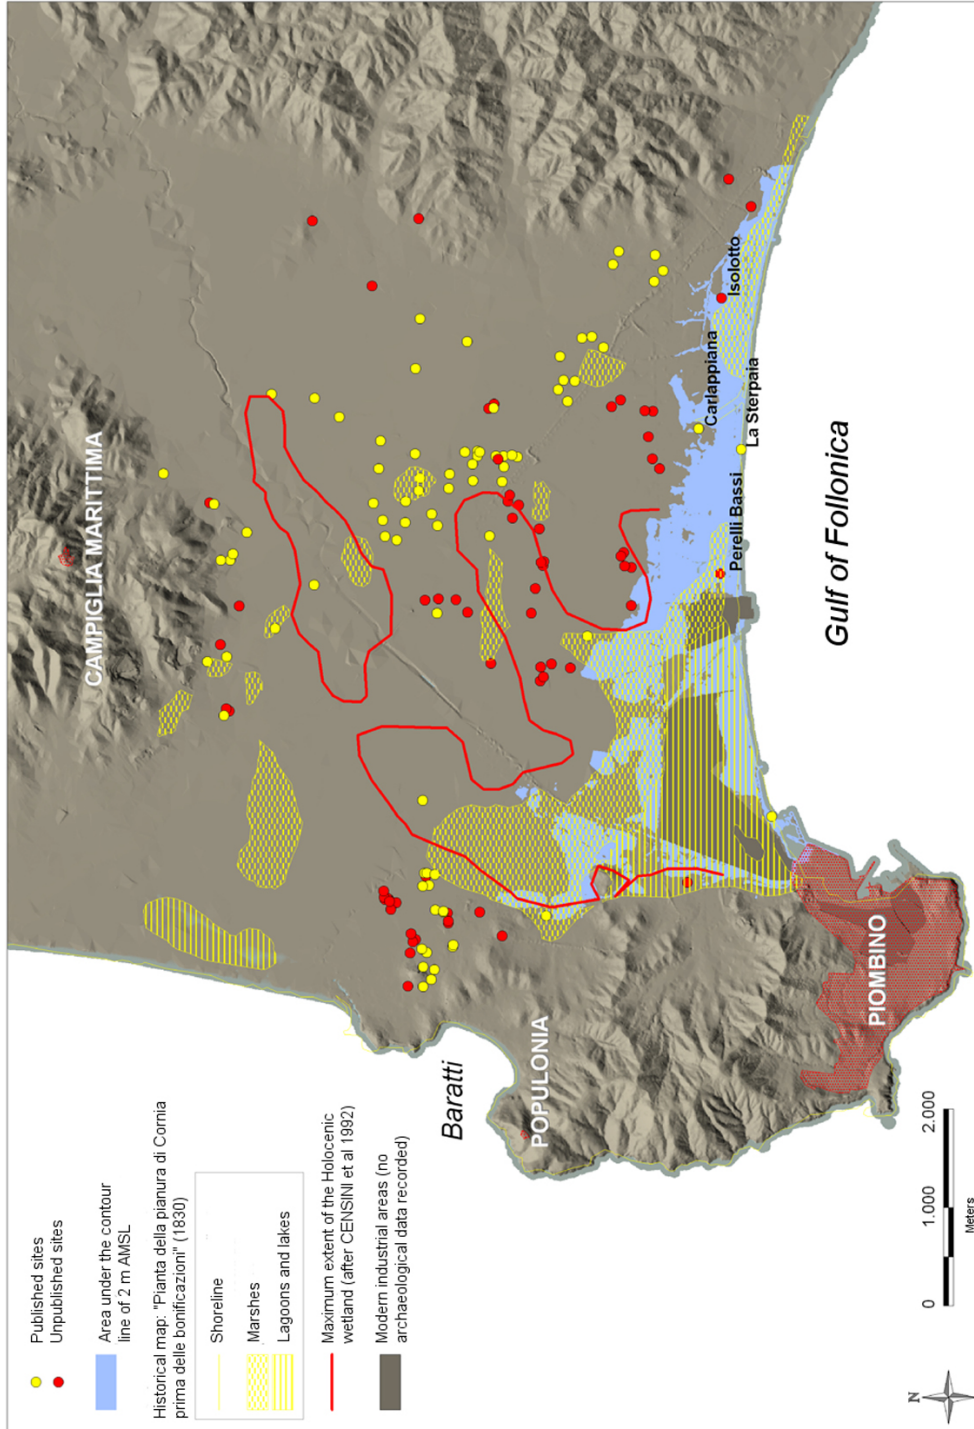 Published sites
Unpublished sites
Area under the contour
line of 2 m AMSL
Historical map: "Pianta della pianura di Cornia
prima delle bonificazioni" (1830)
Shoreline
Marshes
Lagoons and lakes
Maximum extent of the Holocenic
wetland (after CENSINI et al 1992)
Modern industrial areas (no
archaeological data recorded)
CAMPIGLIA MARITTIMA
Baratti
POPULONIA
PIOMBINO
Perelli Bassi
Carlappiana
La Sterpaia
Isolotto
Gulf of Follonica
N
0 1.000 2.000
Meters